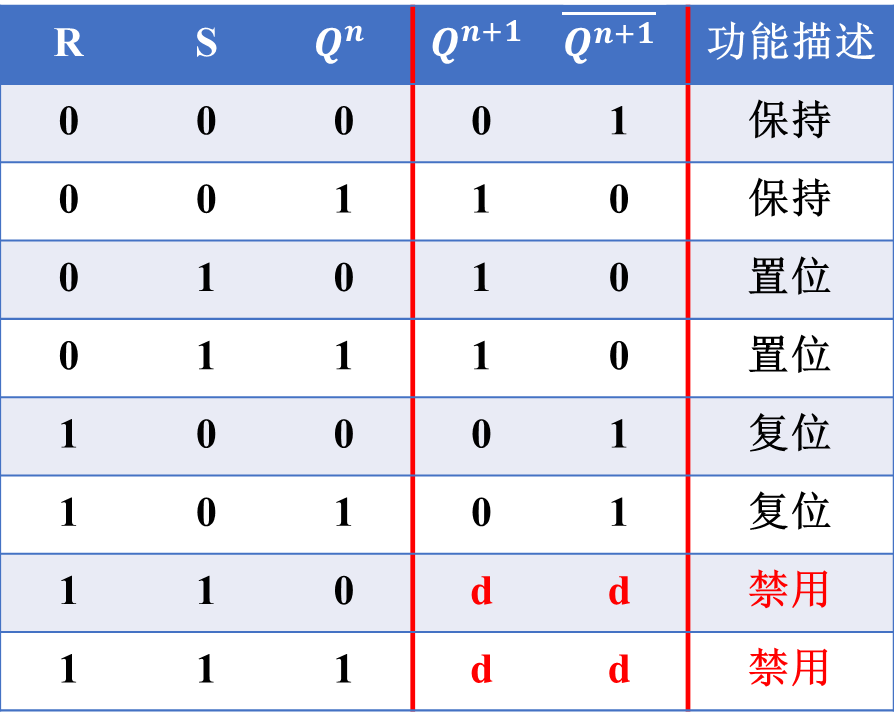 R S Qⁿ Qⁿ⁺¹ \overline{Qⁿ⁺¹} 功能描述
0 0 0 0 1 保持
0 0 1 1 0 保持
0 1 0 1 0 置位
0 1 1 1 0 置位
1 0 0 0 1 复位
1 0 1 0 1 复位
1 1 0 d d 禁用
1 1 1 d d 禁用